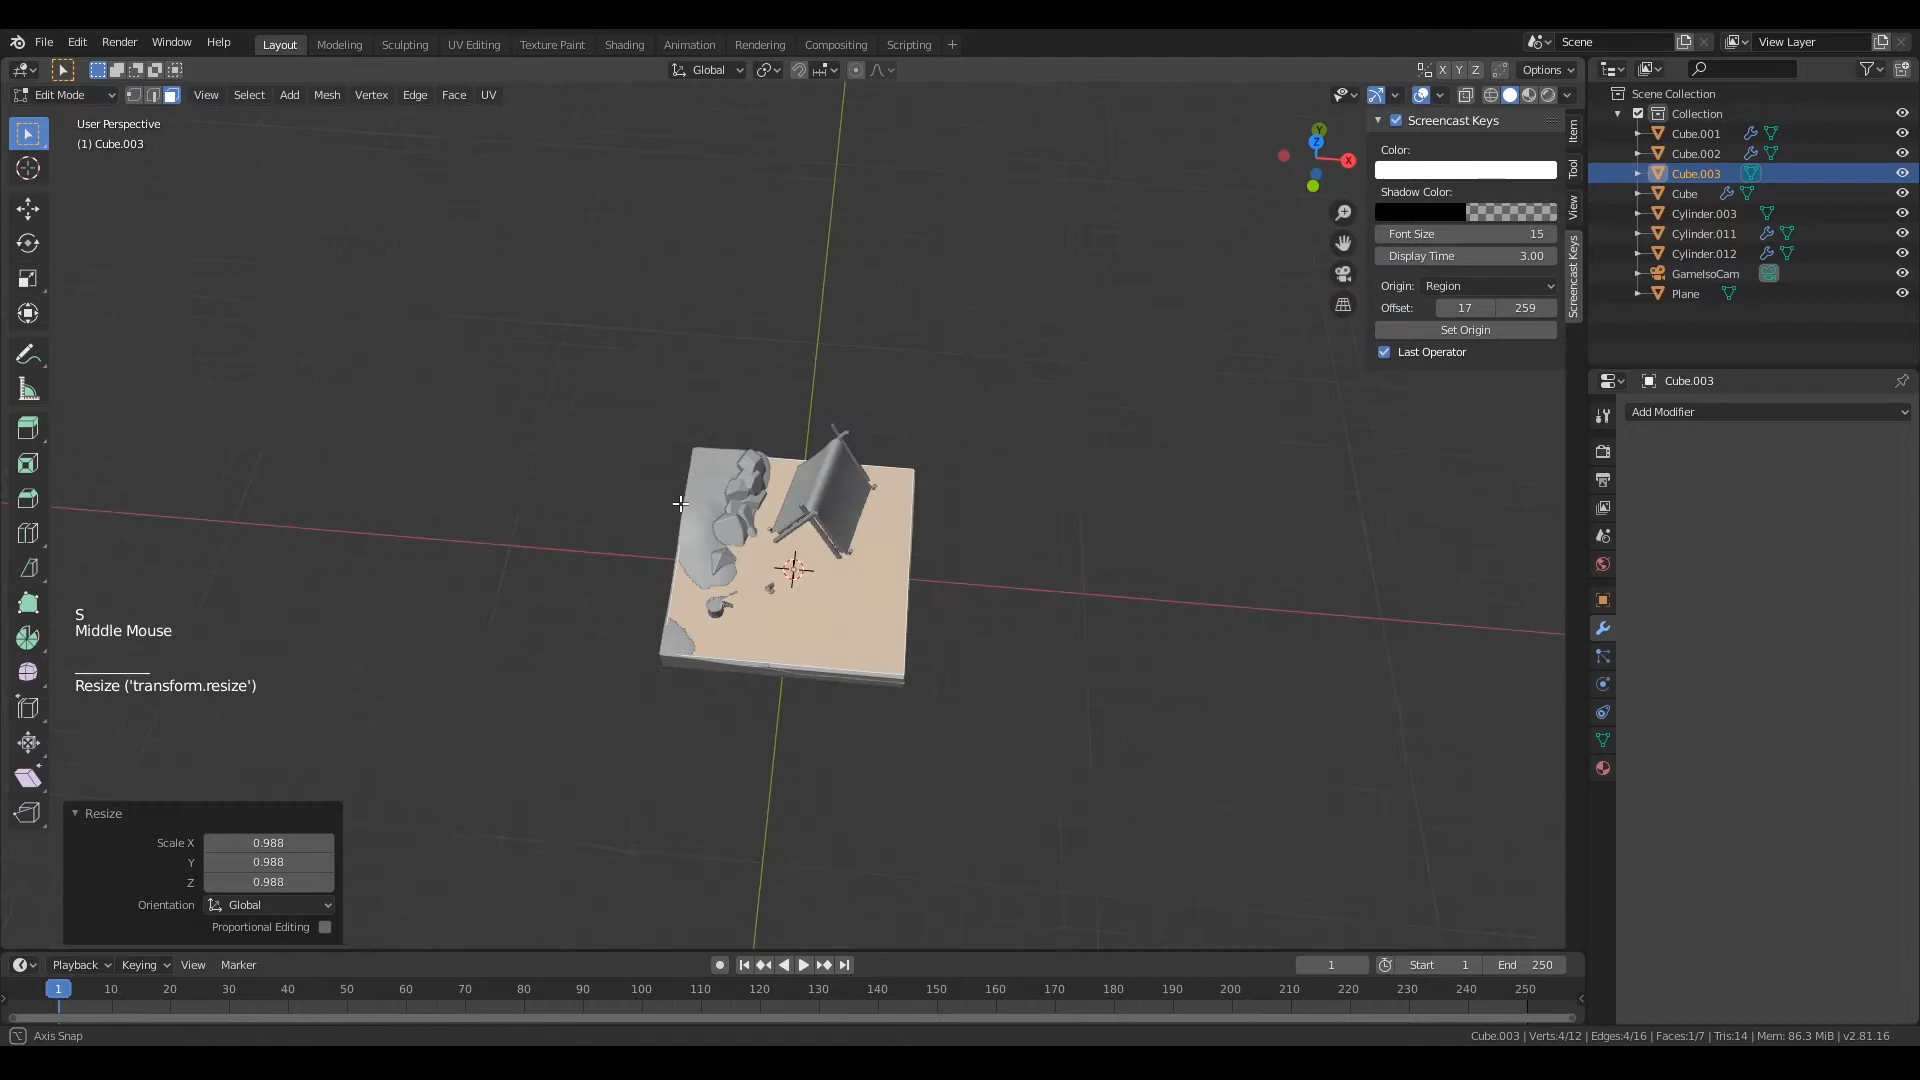 File Edit Render Window Help Layout Modeling Sculpting UV Editing Texture Paint Shading Animation Rendering Compositing Scripting Scene View Layer
Global X Y Z Options
Edit Mode View Select Add Mesh Vertex Edge Face UV
User Perspective
(1) Cube.003
Y
Z
X
Screencast Keys
Color:
Shadow Color:
Font Size 15
Display Time 3.00
Origin: Region
Offset: 17 259
Set Origin
Last Operator
Item
Tool
View
Screencast Keys
Scene Collection
Collection
Cube.001
Cube.002
Cube.003
Cube
Cylinder.003
Cylinder.011
Cylinder.012
GameIsoCam
Plane
Cube.003
Add Modifier
S
Middle Mouse
Resize ('transform.resize')
Resize
Scale X 0.988
Y 0.988
Z 0.988
Orientation Global
Proportional Editing
Playback Keying View Marker 1 Start 1 End 250
1 10 20 30 40 50 60 70 80 90 100 110 120 130 140 150 160 170 180 190 200 210 220 230 240 250
Axis Snap Cube.003 | Verts:4/12 | Edges:4/16 | Faces:1/7 | Tris:14 | Mem: 86.3 MiB | v2.81.16